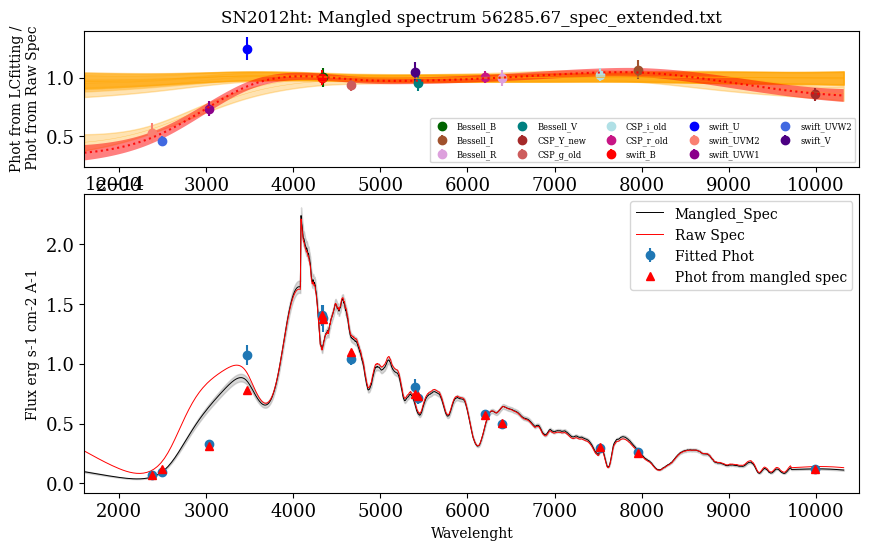 SN2012ht: Mangled spectrum 56285.67_spec_extended.txt
Phot from LCfitting /
Phot from Raw Spec
1.0
0.5
Bessell_B Bessell_V CSP_i_old swift_U swift_UVW2
Bessell_I CSP_Y_new CSP_r_old swift_UVM2 swift_V
Bessell_R CSP_g_old swift_B swift_UVW1
2000 3000 4000 5000 6000 7000 8000 9000 10000
1e−14
Flux erg s-1 cm-2 A-1
2.0
1.5
1.0
0.5
0.0
Mangled_Spec
Raw Spec
Fitted Phot
Phot from mangled spec
2000 3000 4000 5000 6000 7000 8000 9000 10000
Wavelenght